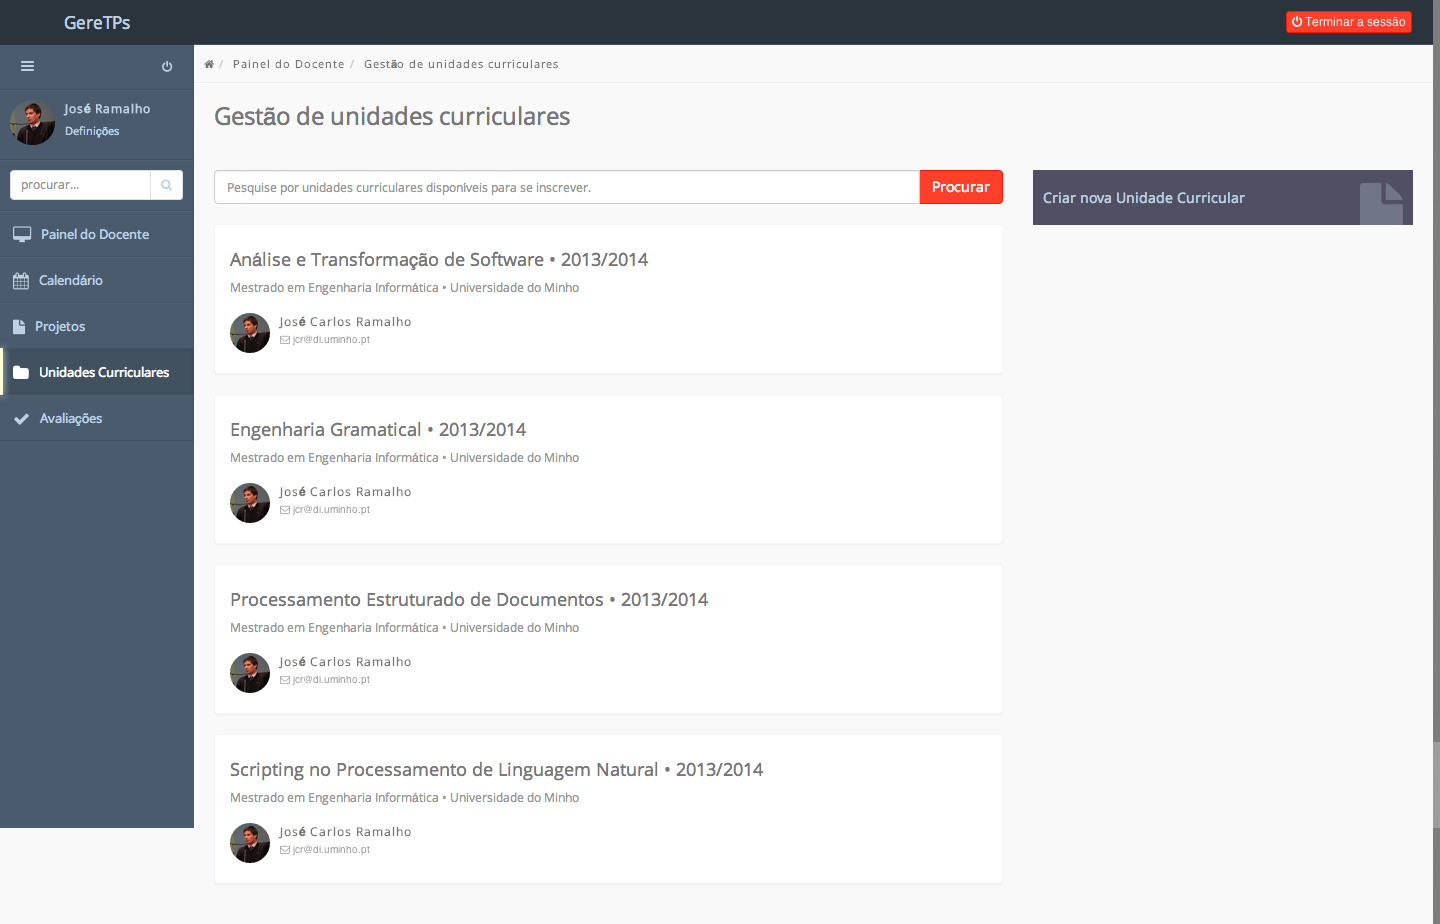 GereTPs
Terminar a sessão
José Ramalho
Definições
procurar...
Painel do Docente
Calendário
Projetos
Unidades Curriculares
Avaliações
/ Painel do Docente / Gestão de unidades curriculares
Gestão de unidades curriculares
Pesquise por unidades curriculares disponíveis para se inscrever.
Procurar
Criar nova Unidade Curricular
Análise e Transformação de Software • 2013/2014
Mestrado em Engenharia Informática • Universidade do Minho
José Carlos Ramalho
jcr@di.uminho.pt
Engenharia Gramatical • 2013/2014
Mestrado em Engenharia Informática • Universidade do Minho
José Carlos Ramalho
jcr@di.uminho.pt
Processamento Estruturado de Documentos • 2013/2014
Mestrado em Engenharia Informática • Universidade do Minho
José Carlos Ramalho
jcr@di.uminho.pt
Scripting no Processamento de Linguagem Natural • 2013/2014
Mestrado em Engenharia Informática • Universidade do Minho
José Carlos Ramalho
jcr@di.uminho.pt